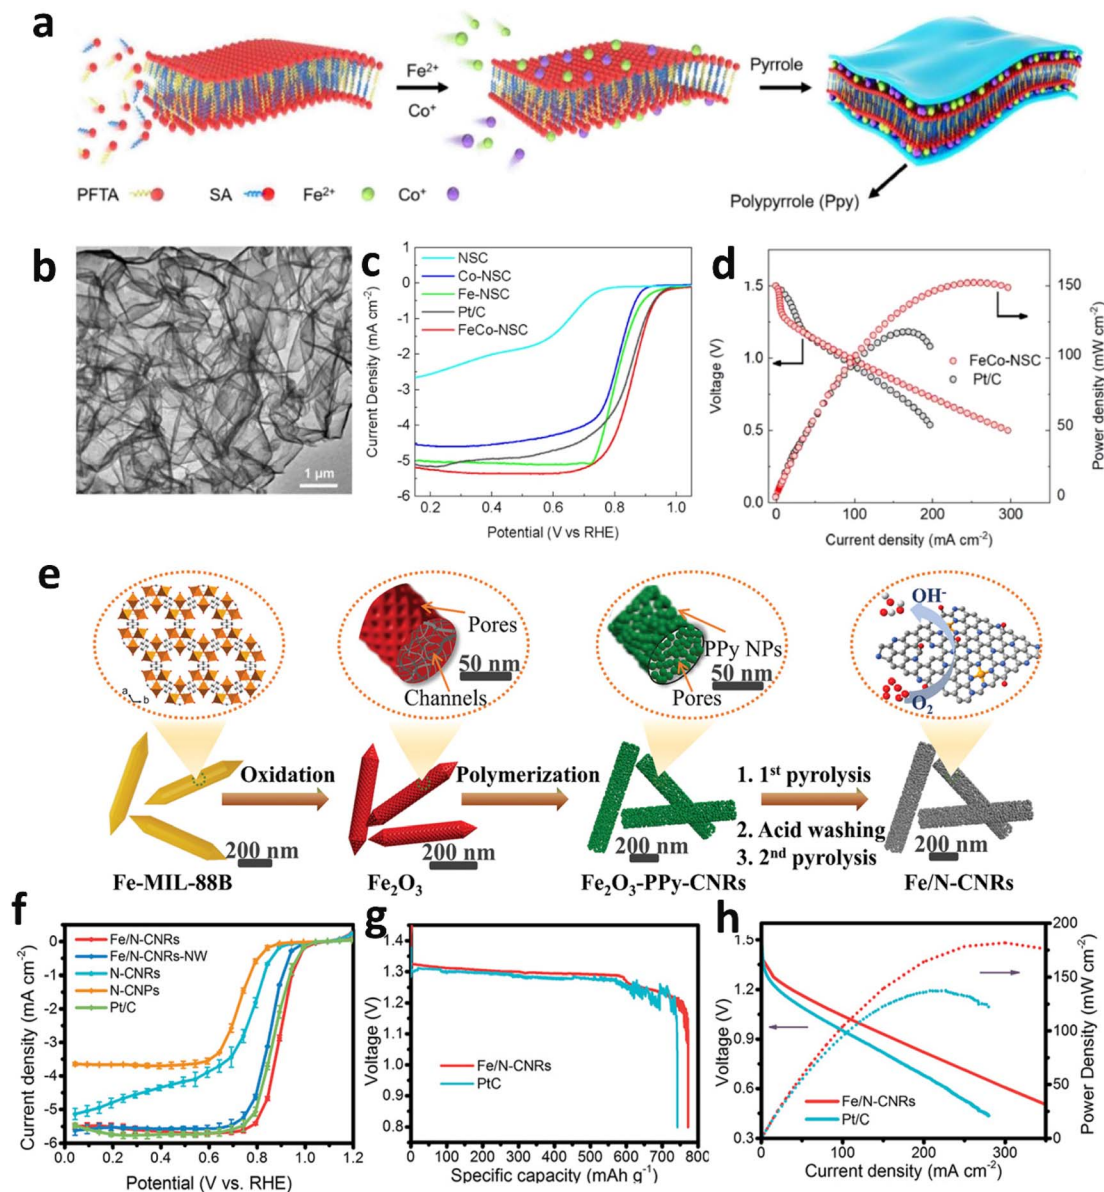 a
Fe²⁺
Co⁺
Pyrrole
PFTA
SA
Fe²⁺
Co⁺
Polypyrrole (Ppy)
b
1 μm
c
NSC
Co-NSC
Fe-NSC
Pt/C
FeCo-NSC
1
0
-1
-2
-3
-4
-5
-6
0.2
0.4
0.6
0.8
1.0
Current Density (mA cm⁻²)
Potential (V vs RHE)
d
1.5
1.0
0.5
0.0
0
100
200
300
400
200
150
100
50
0
Voltage (V)
Power density (mW cm⁻²)
Current density (mA cm⁻²)
FeCo-NSC
Pt/C
e
a
b
Pores
50 nm
Channels
PPy NPs
50 nm
Pores
OH⁻
O₂
Oxidation
Polymerization
1. 1ˢᵗ pyrolysis
2. Acid washing
3. 2ⁿᵈ pyrolysis
200 nm
200 nm
200 nm
200 nm
Fe-MIL-88B
Fe₂O₃
Fe₂O₃-PPy-CNRs
Fe/N-CNRs
f
Fe/N-CNRs
Fe/N-CNRs-NW
N-CNRs
N-CNPs
Pt/C
0
-1
-2
-3
-4
-5
-6
0.0
0.2
0.4
0.6
0.8
1.0
1.2
Current density (mA cm⁻²)
Potential (V vs. RHE)
g
1.4
1.3
1.2
1.1
1.0
0.9
0.8
0
100
200
300
400
500
600
700
800
Voltage (V)
Specific capacity (mAh g⁻¹)
Fe/N-CNRs
PtC
h
1.5
1.2
0.9
0.6
0.3
0
100
200
300
200
150
100
50
0
Voltage (V)
Power Density (mW cm⁻²)
Current density (mA cm⁻²)
Fe/N-CNRs
Pt/C